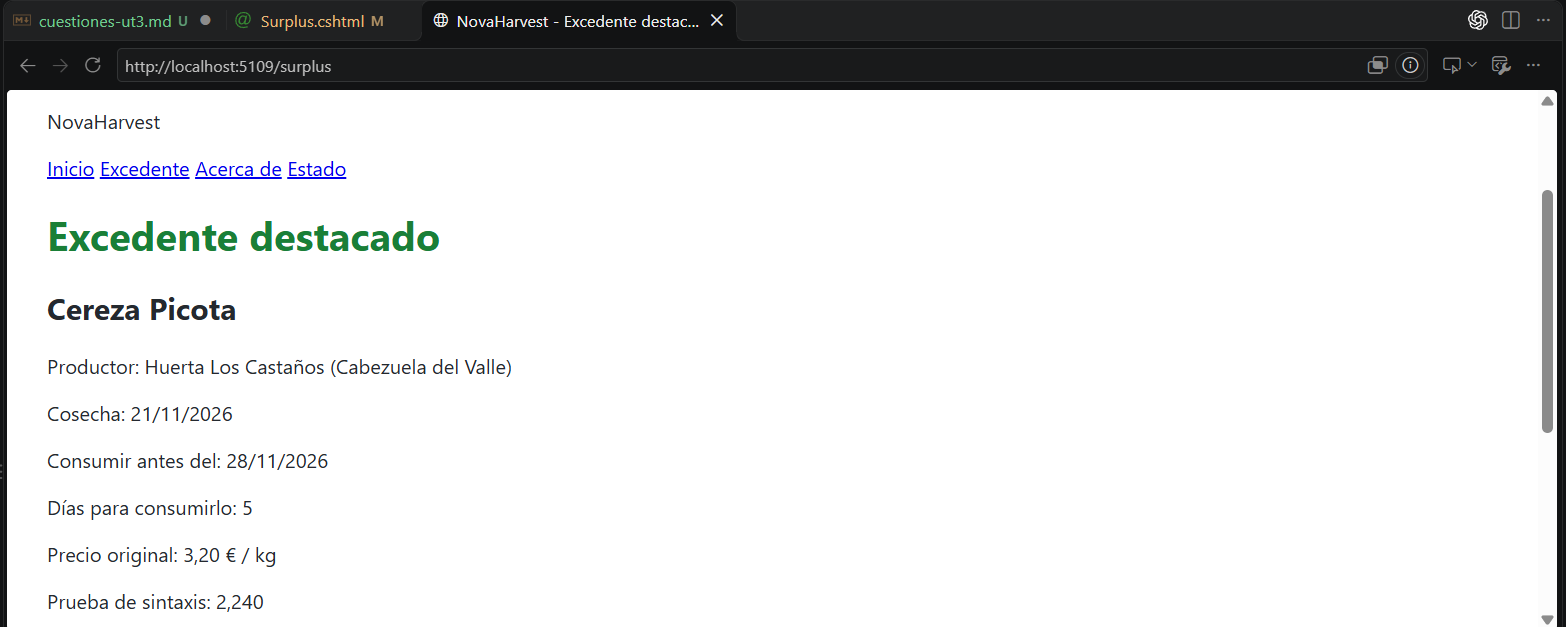 cuestiones-ut3.md U
Surplus.cshtml M
NovaHarvest - Excedente destac...
http://localhost:5109/surplus
NovaHarvest
Inicio Excedente Acerca de Estado
Excedente destacado
Cereza Picota
Productor: Huerta Los Castaños (Cabezuela del Valle)
Cosecha: 21/11/2026
Consumir antes del: 28/11/2026
Días para consumirlo: 5
Precio original: 3,20 € / kg
Prueba de sintaxis: 2,240